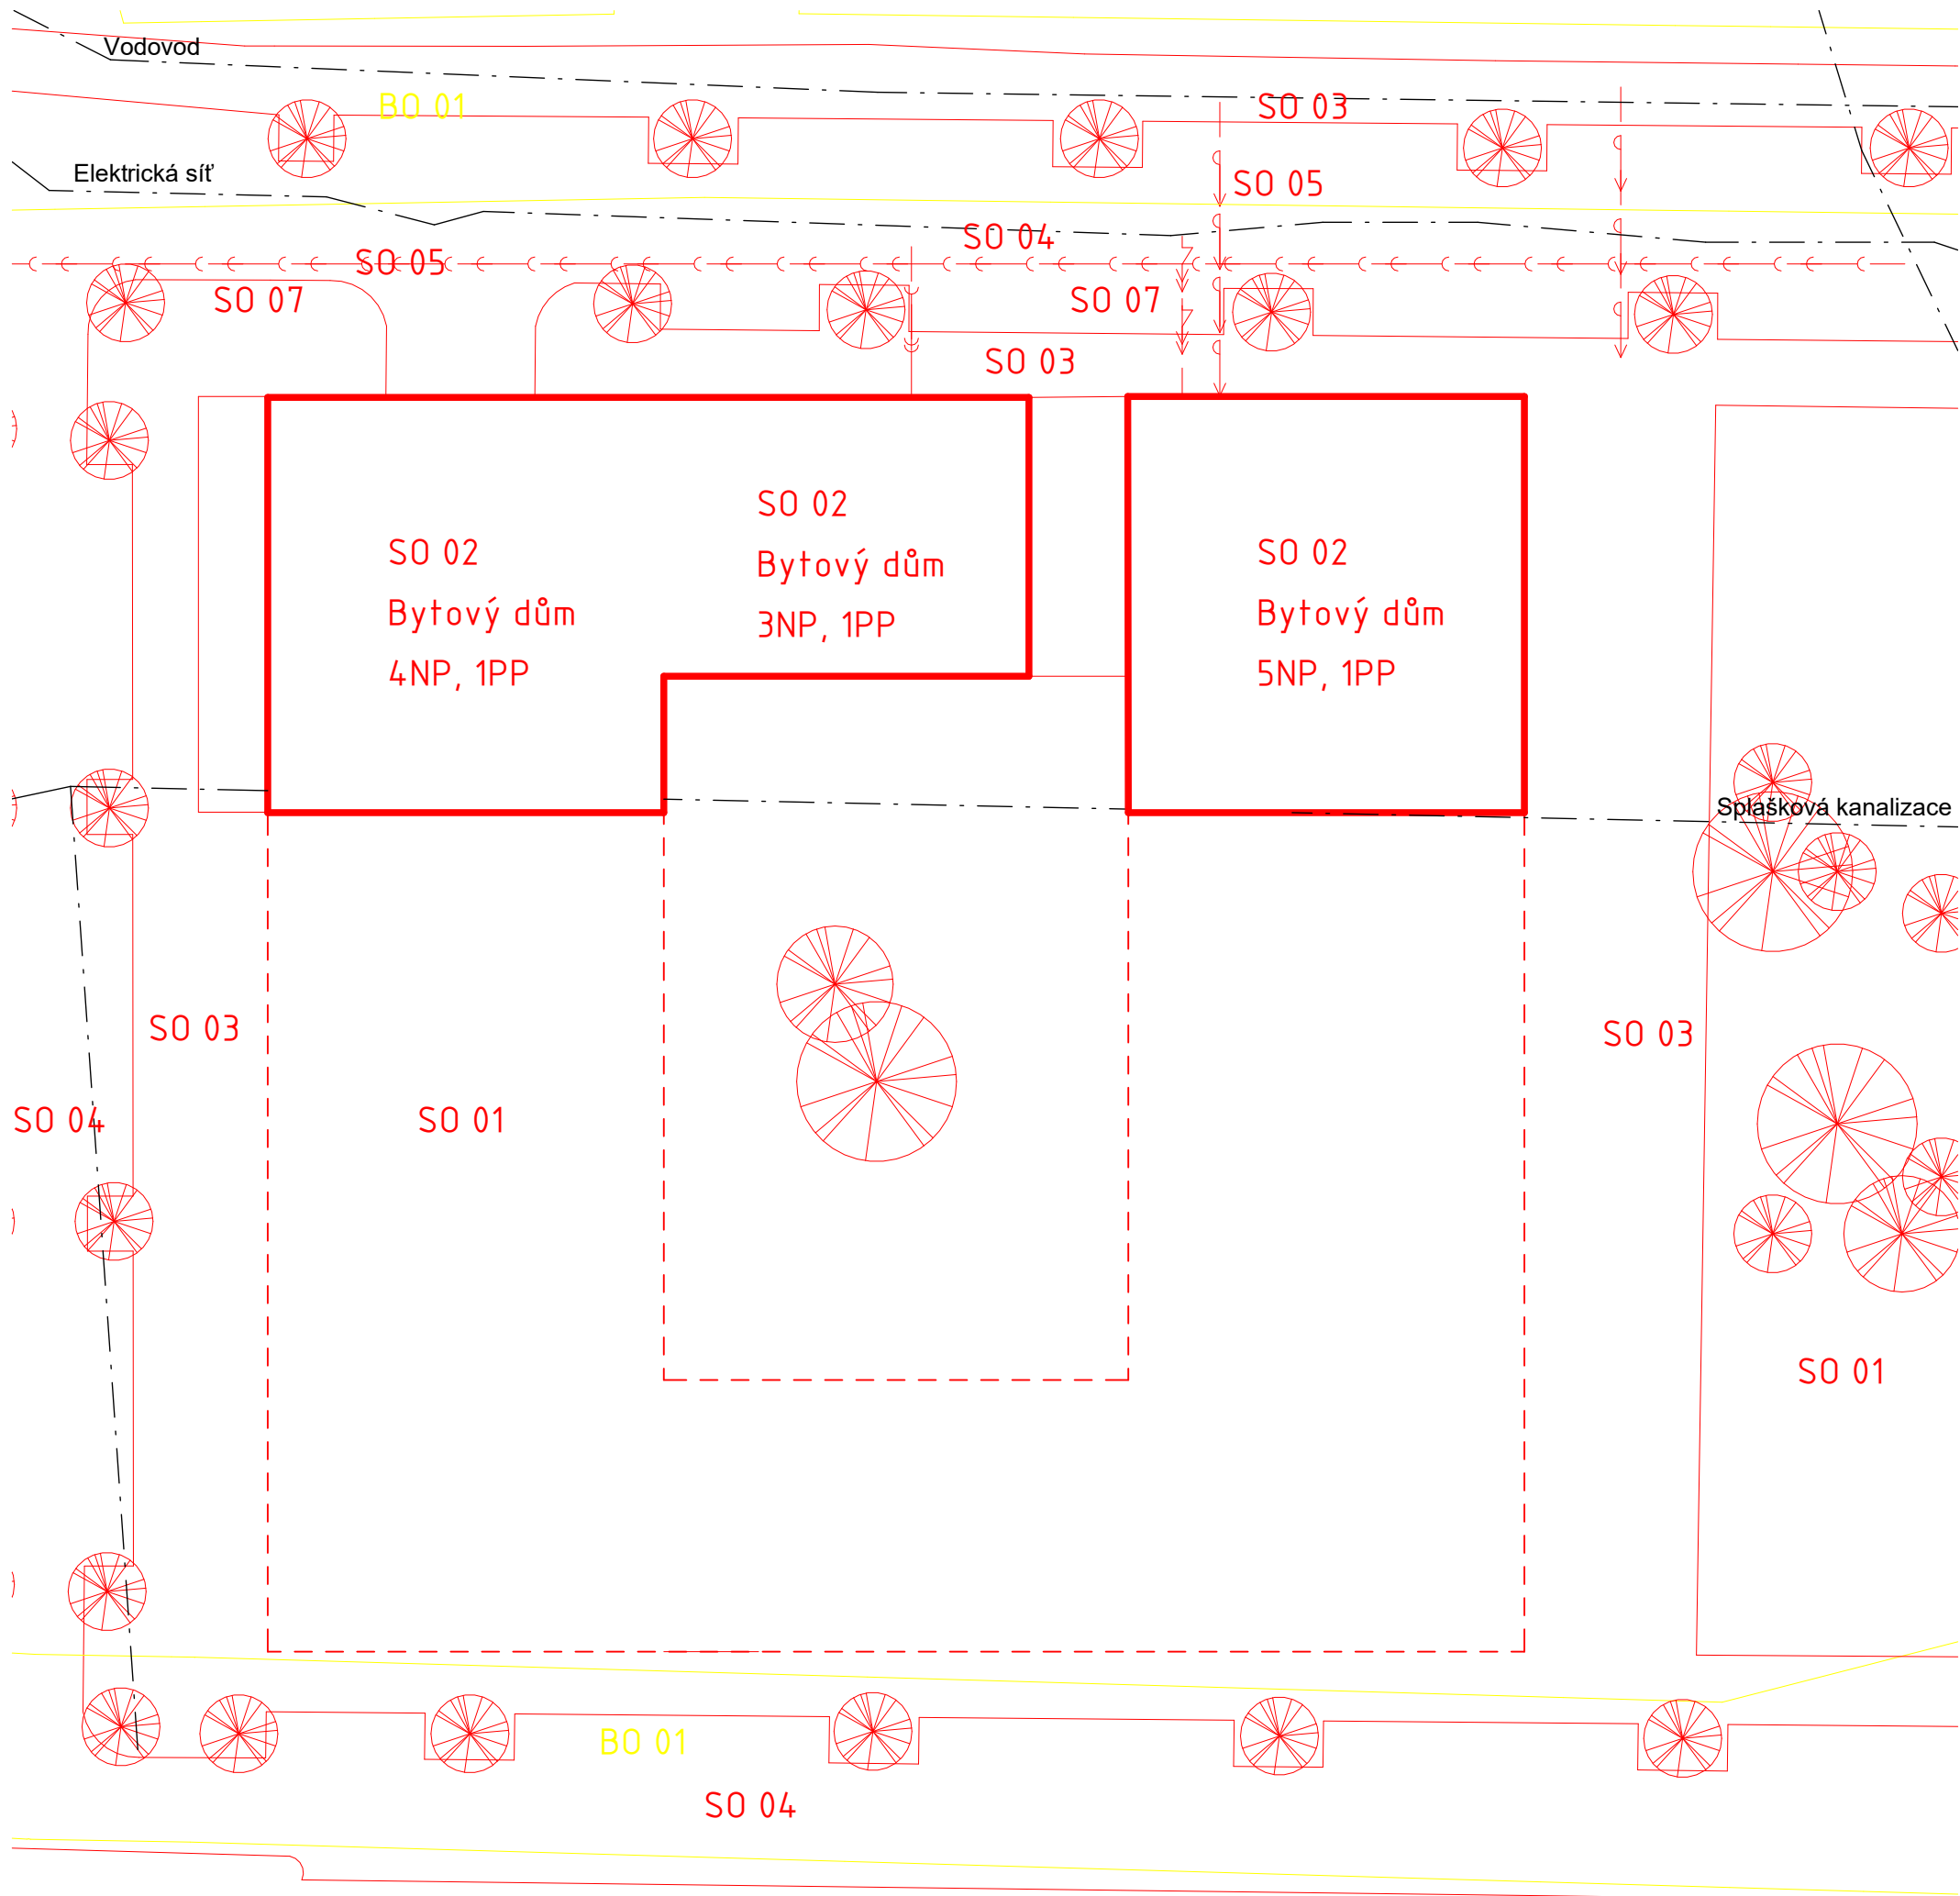 Vodovod
BO 01
SO 03
Elektrická síť
SO 05
SO 04
SO 05
SO 07
SO 07
SO 03
SO 02
Bytový dům
4NP, 1PP
SO 02
Bytový dům
3NP, 1PP
SO 02
Bytový dům
5NP, 1PP
Splašková kanalizace
SO 03
SO 03
SO 04
SO 01
SO 01
BO 01
SO 04